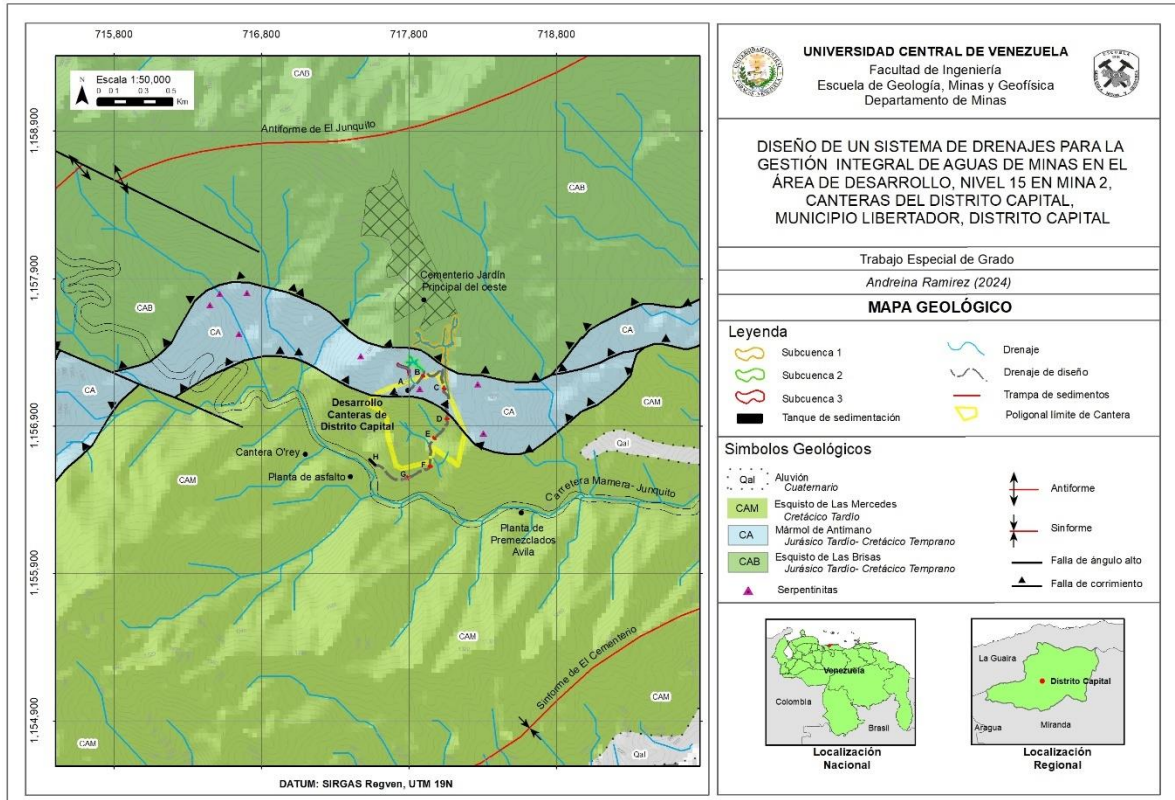 715,800
716,800
717,800
718,800
1.158.900
1.157.900
1.156.900
1.155.900
1.154.900
N
Escala 1:50,000
0 0.1 0.3 0.5
Km
CAB
Antiforme de El Junquito
CAB
Cementerio Jardín
Principal del oeste
CAB
CA
CA
CA
CA
B
A
C
D
E
F
G
H
Desarrollo
Canteras de
Distrito Capital
CAM
Qal
Cantera O'rey
Planta de asfalto
CAM
Carretera Mamera- Junquito
Planta de
Premezclados
Avila
CAM
Sinforme de El Cementerio
CAM
CAM
Qal
DATUM: SIRGAS Regven, UTM 19N
UNIVERSIDAD CENTRAL DE VENEZUELA
Facultad de Ingeniería
Escuela de Geología, Minas y Geofísica
Departamento de Minas
DISEÑO DE UN SISTEMA DE DRENAJES PARA LA
GESTIÓN INTEGRAL DE AGUAS DE MINAS EN EL
ÁREA DE DESARROLLO, NIVEL 15 EN MINA 2,
CANTERAS DEL DISTRITO CAPITAL,
MUNICIPIO LIBERTADOR, DISTRITO CAPITAL
Trabajo Especial de Grado
Andreina Ramírez (2024)
MAPA GEOLÓGICO
Leyenda
Subcuenca 1
Subcuenca 2
Subcuenca 3
Tanque de sedimentación
Drenaje
Drenaje de diseño
Trampa de sedimentos
Poligonal límite de Cantera
Simbolos Geológicos
Qal
Aluvión
Cuaternario
CAM
Esquisto de Las Mercedes
Cretácico Tardío
CA
Mármol de Antimano
Jurásico Tardío- Cretácico Temprano
CAB
Esquisto de Las Brisas
Jurásico Tardío- Cretácico Temprano
Serpentinitas
Antiforme
Sinforme
Falla de ángulo alto
Falla de corrimiento
Venezuela
Colombia
Brasil
Localización
Nacional
La Guaira
Distrito Capital
Aragua
Miranda
Localización
Regional